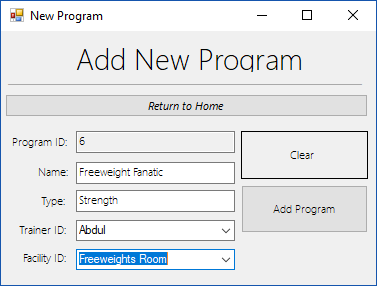 New Program
Add New Program
Return to Home
Program ID: 6
Clear
Name: Freeweight Fanatic
Type: Strength
Add Program
Trainer ID: Abdul
Facility ID: Freeweights Room